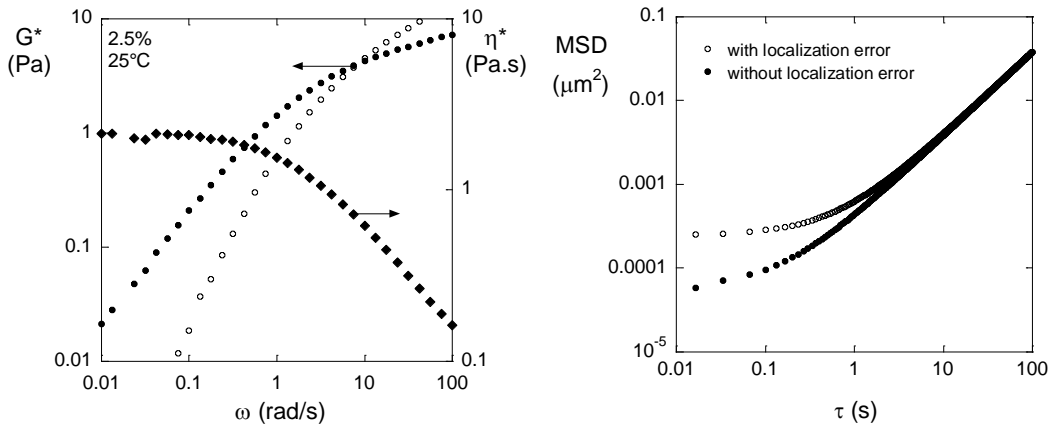 G*
(Pa)
10
1
0.1
0.01
2.5%
25°C
η*
(Pa.s)
10
1
0.1
0.01 0.1 1 10 100
ω (rad/s)
MSD
(μm²)
0.1
0.01
0.001
0.0001
10⁻⁵
with localization error
without localization error
0.01 0.1 1 10 100
τ (s)